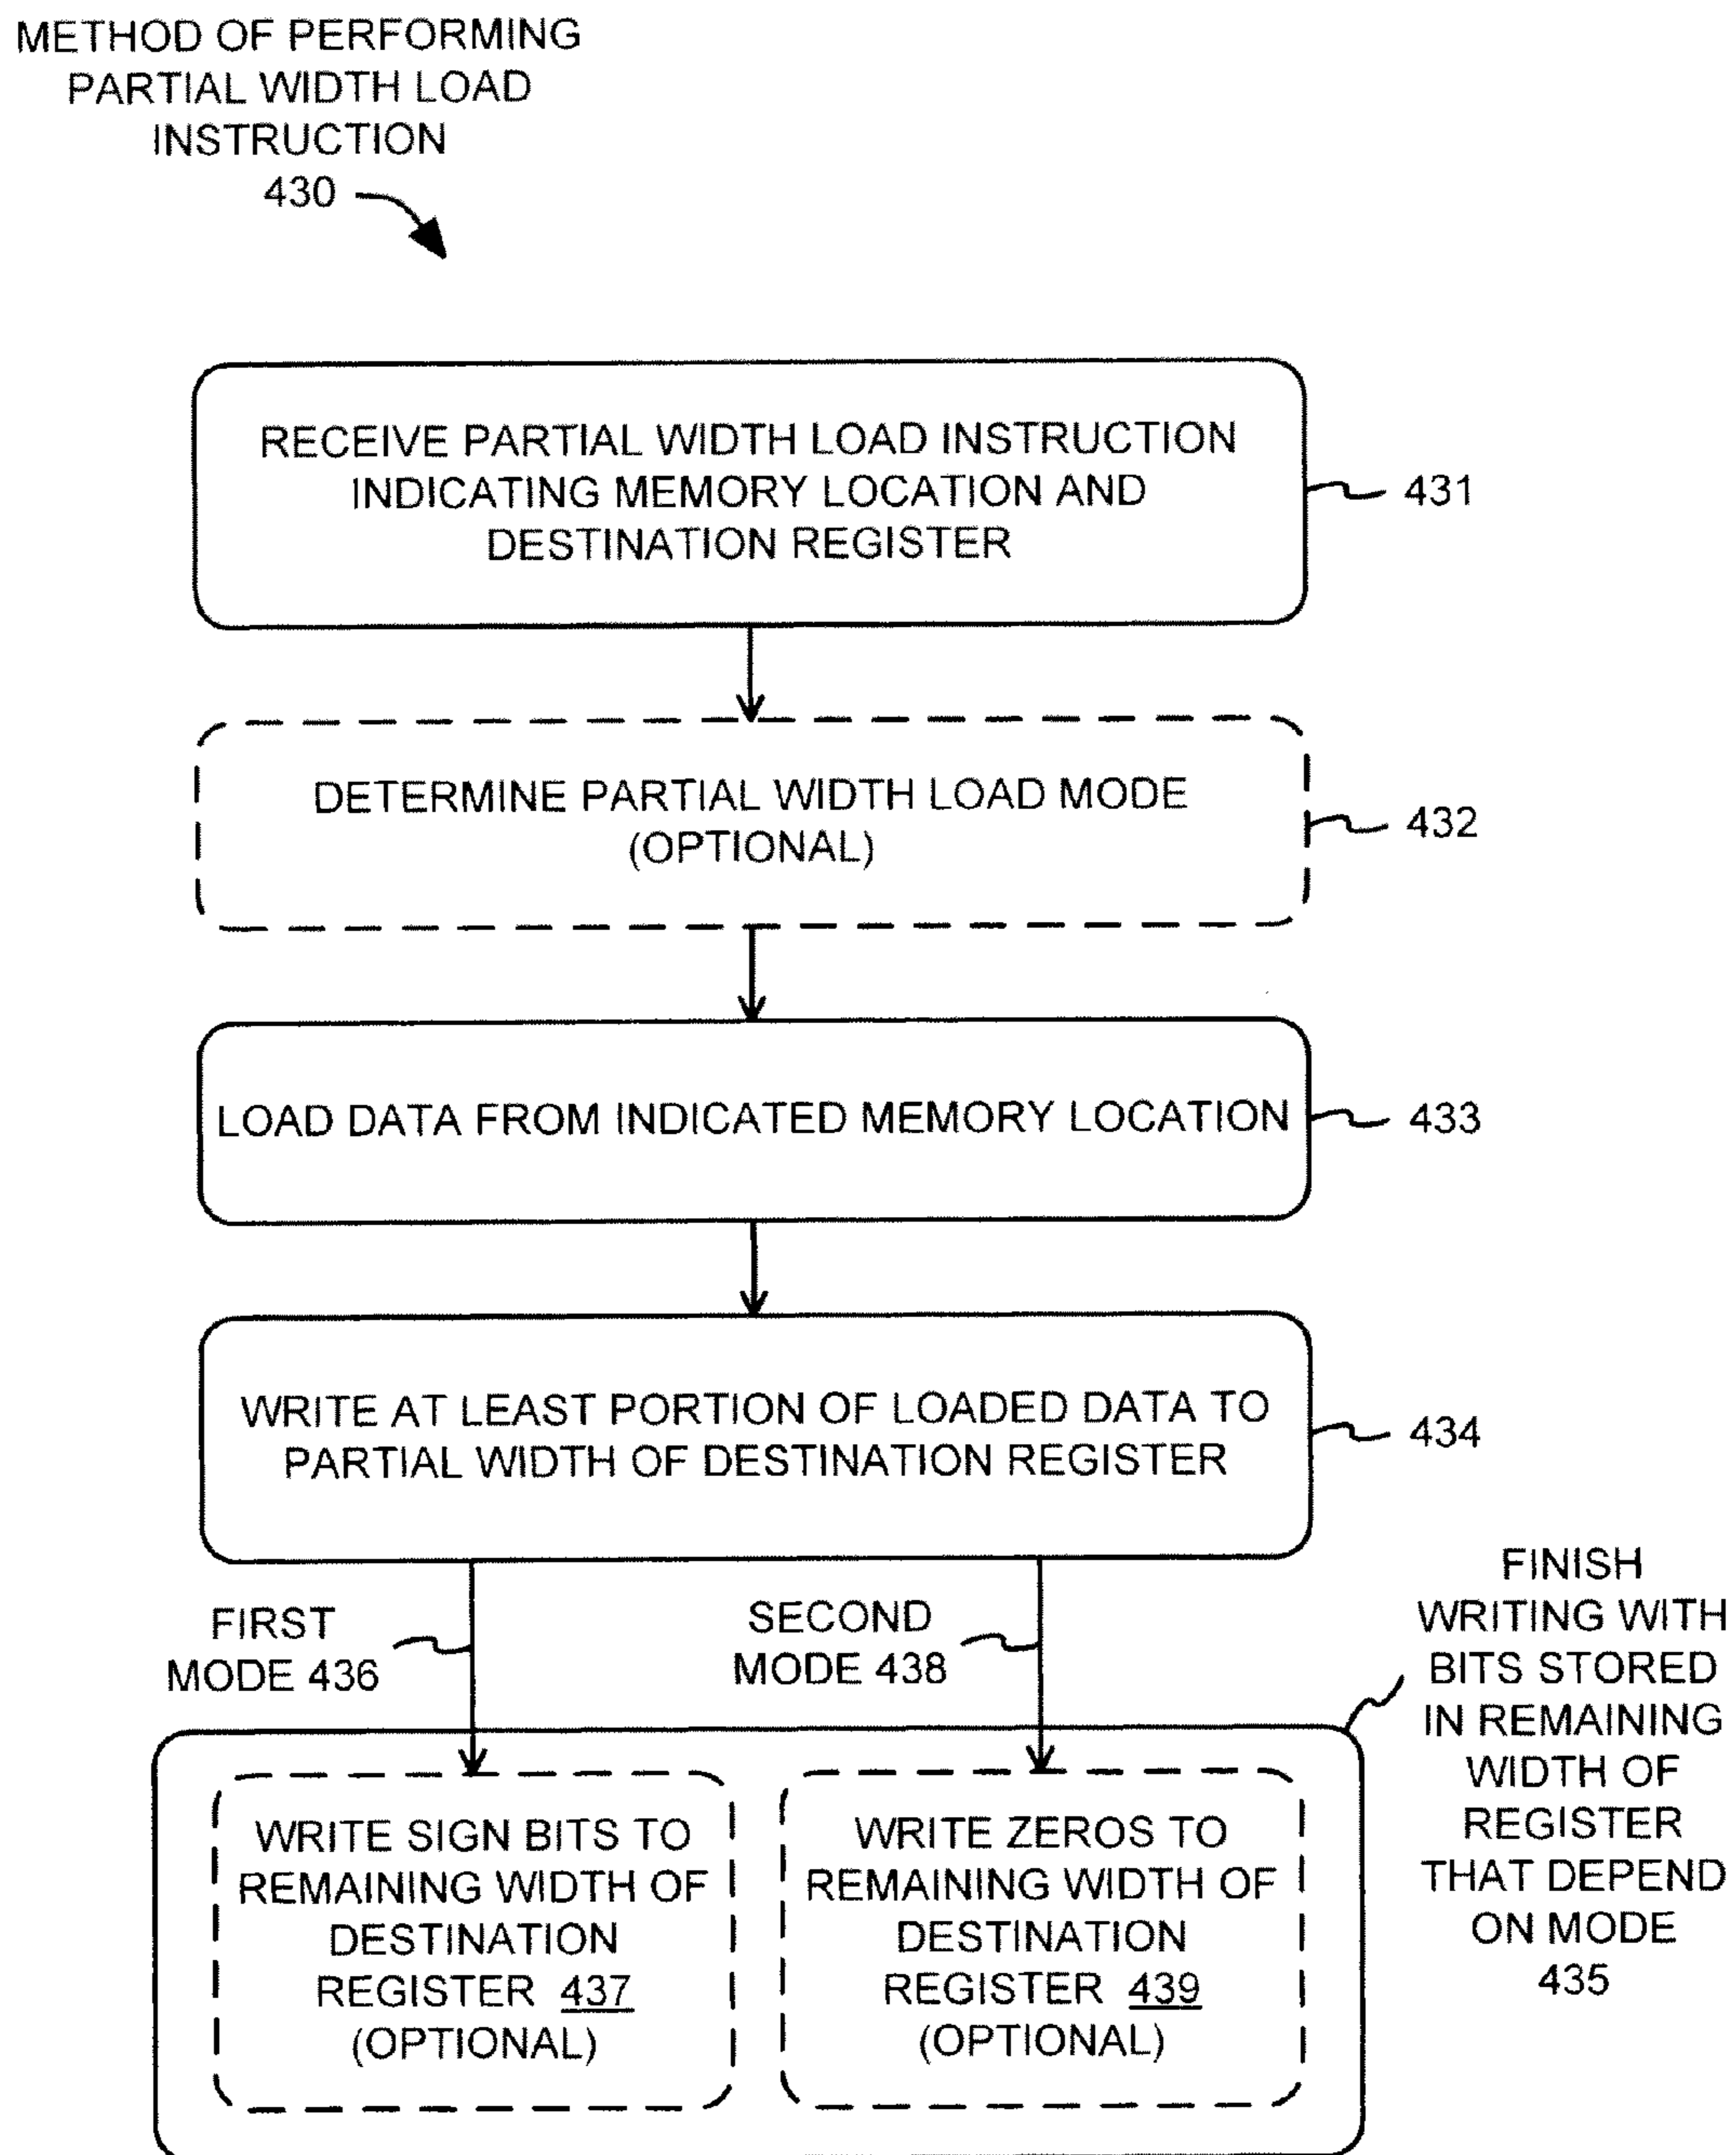 METHOD OF PERFORMING
PARTIAL WIDTH LOAD
INSTRUCTION
430
RECEIVE PARTIAL WIDTH LOAD INSTRUCTION
INDICATING MEMORY LOCATION AND
DESTINATION REGISTER
431
DETERMINE PARTIAL WIDTH LOAD MODE
(OPTIONAL)
432
LOAD DATA FROM INDICATED MEMORY LOCATION
433
WRITE AT LEAST PORTION OF LOADED DATA TO
PARTIAL WIDTH OF DESTINATION REGISTER
434
FIRST
MODE 436
SECOND
MODE 438
FINISH
WRITING WITH
BITS STORED
IN REMAINING
WIDTH OF
REGISTER
THAT DEPEND
ON MODE
435
WRITE SIGN BITS TO
REMAINING WIDTH OF
DESTINATION
REGISTER 437
(OPTIONAL)
WRITE ZEROS TO
REMAINING WIDTH OF
DESTINATION
REGISTER 439
(OPTIONAL)